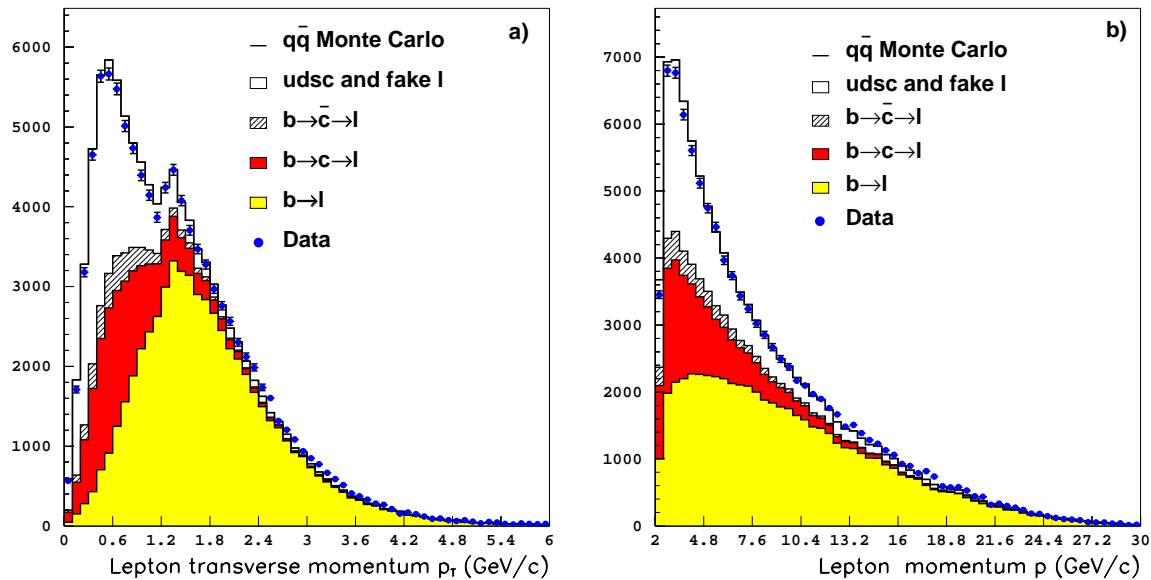 a)
qq̄ Monte Carlo
udsc and fake l
b→c̄→l
b→c→l
b→l
Data
6000
5000
4000
3000
2000
1000
0
0 0.6 1.2 1.8 2.4 3 3.6 4.2 4.8 5.4 6
Lepton transverse momentum pT (GeV/c)
b)
qq̄ Monte Carlo
udsc and fake l
b→c̄→l
b→c→l
b→l
Data
7000
6000
5000
4000
3000
2000
1000
0
2 4.8 7.6 10.4 13.2 16 18.8 21.6 24.4 27.2 30
Lepton momentum p (GeV/c)